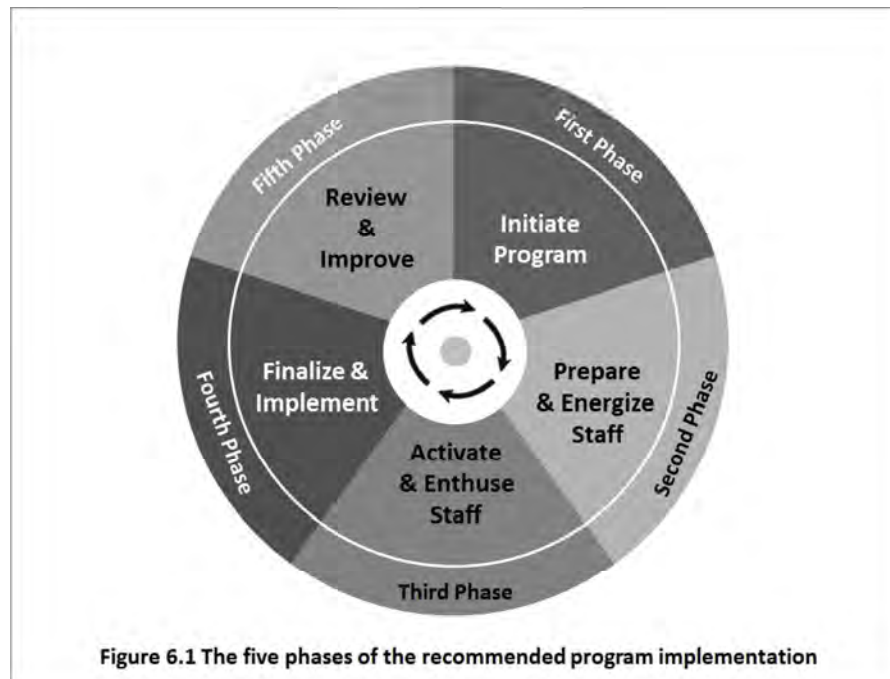 First Phase
Initiate
Program
Second Phase
Prepare
& Energize
Staff
Third Phase
Activate
& Enthuse
Staff
Fourth Phase
Finalize &
Implement
Fifth Phase
Review
&
Improve
Figure 6.1 The five phases of the recommended program implementation